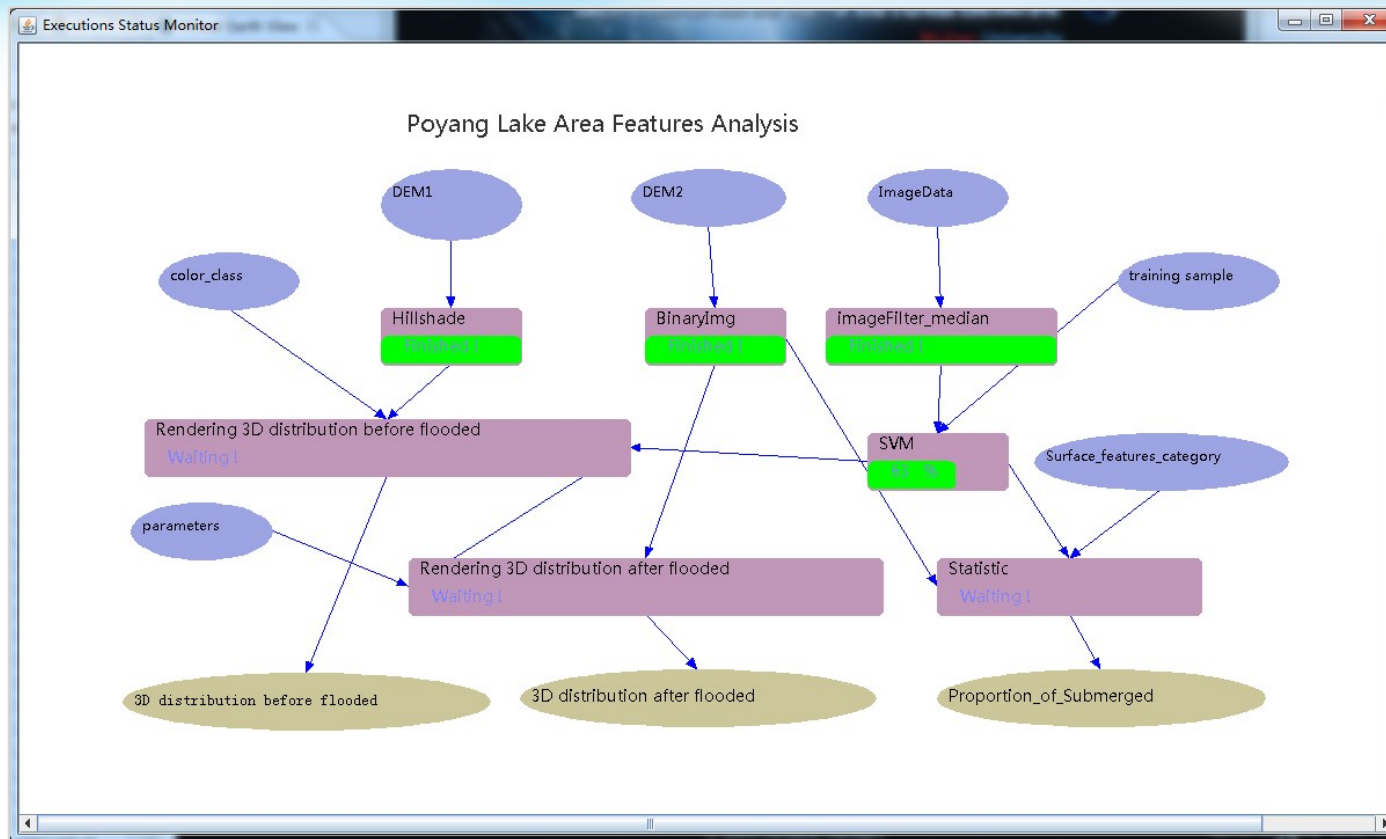 Executions Status Monitor
Poyang Lake Area Features Analysis
DEM1
DEM2
ImageData
color_class
training sample
Hillshade
Finished !
BinaryImg
Finished !
imageFilter_median
Finished !
Rendering 3D distribution before flooded
Waiting !
SVM
%
Surface_features_category
parameters
Rendering 3D distribution after flooded
Waiting !
Statistic
Waiting !
3D distribution before flooded
3D distribution after flooded
Proportion_of_Submerged